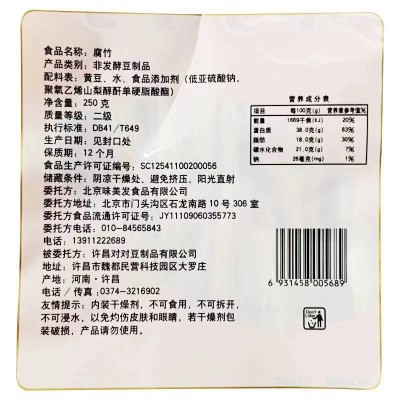 食品名称：腐竹
产品类别：非发酵豆制品
配料表：黄豆、水、食品添加剂（低亚硫酸钠、
聚氧乙烯山梨醇酐单硬脂酸酯）
净含量：250 克
质量等级：二级
执行标准：DB41/T649
生产日期：见封口处
保质期：12 个月
食品生产许可证编号：SC12541100200056
储藏条件：阴凉干燥处、避免挤压、阳光直射
委托方：北京味美发商贸有限公司
委托方地址：北京市门头沟区石龙南路 10 号 306 室
委托方食品流通许可证号：JY11109060355773
委托方电话：010-84565843
电话：13911222689
被委托方：许昌对对豆制品有限公司
地址：许昌市魏都民营科技园区大罗庄
产地：河南·许昌
电话 / 传真：0374-3216902
友情提示：内装干燥剂，不可食用，不可拆开，
不可浸水，以免灼伤皮肤和眼睛，若干燥剂包
装破损，产品请勿使用。
营养成分表
项目 每100克(g) 营养素参考值%
能量 1669千焦(kJ) 20%
蛋白质 38.0克(g) 63%
脂肪 18.0克(g) 30%
碳水化合物 21.0克(g) 7%
钠 26毫克(mg) 1%
6 931458 005689